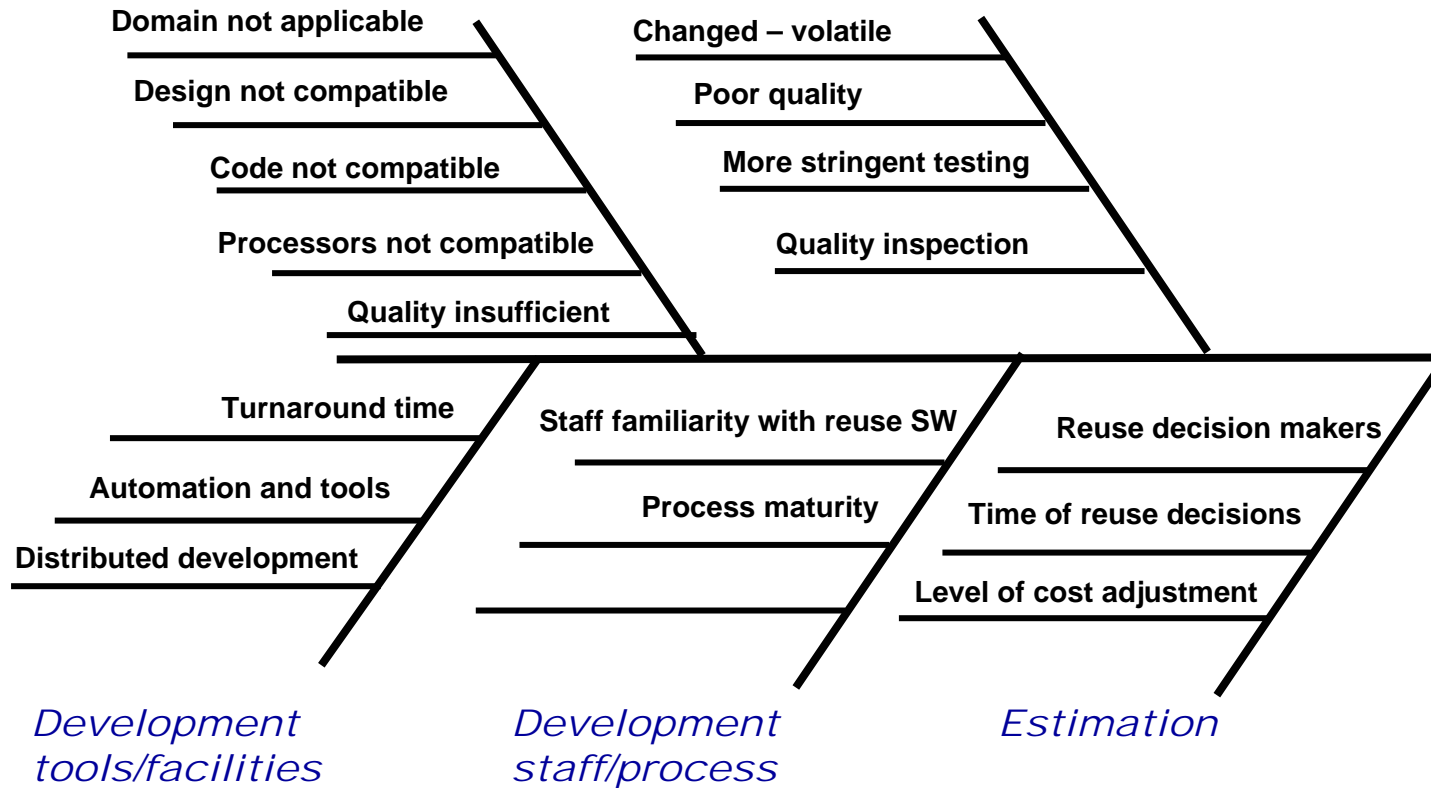 Domain not applicable
Design not compatible
Code not compatible
Processors not compatible
Quality insufficient
Changed – volatile
Poor quality
More stringent testing
Quality inspection
Turnaround time
Automation and tools
Distributed development
Staff familiarity with reuse SW
Process maturity
Reuse decision makers
Time of reuse decisions
Level of cost adjustment
Development
tools/facilities
Development
staff/process
Estimation